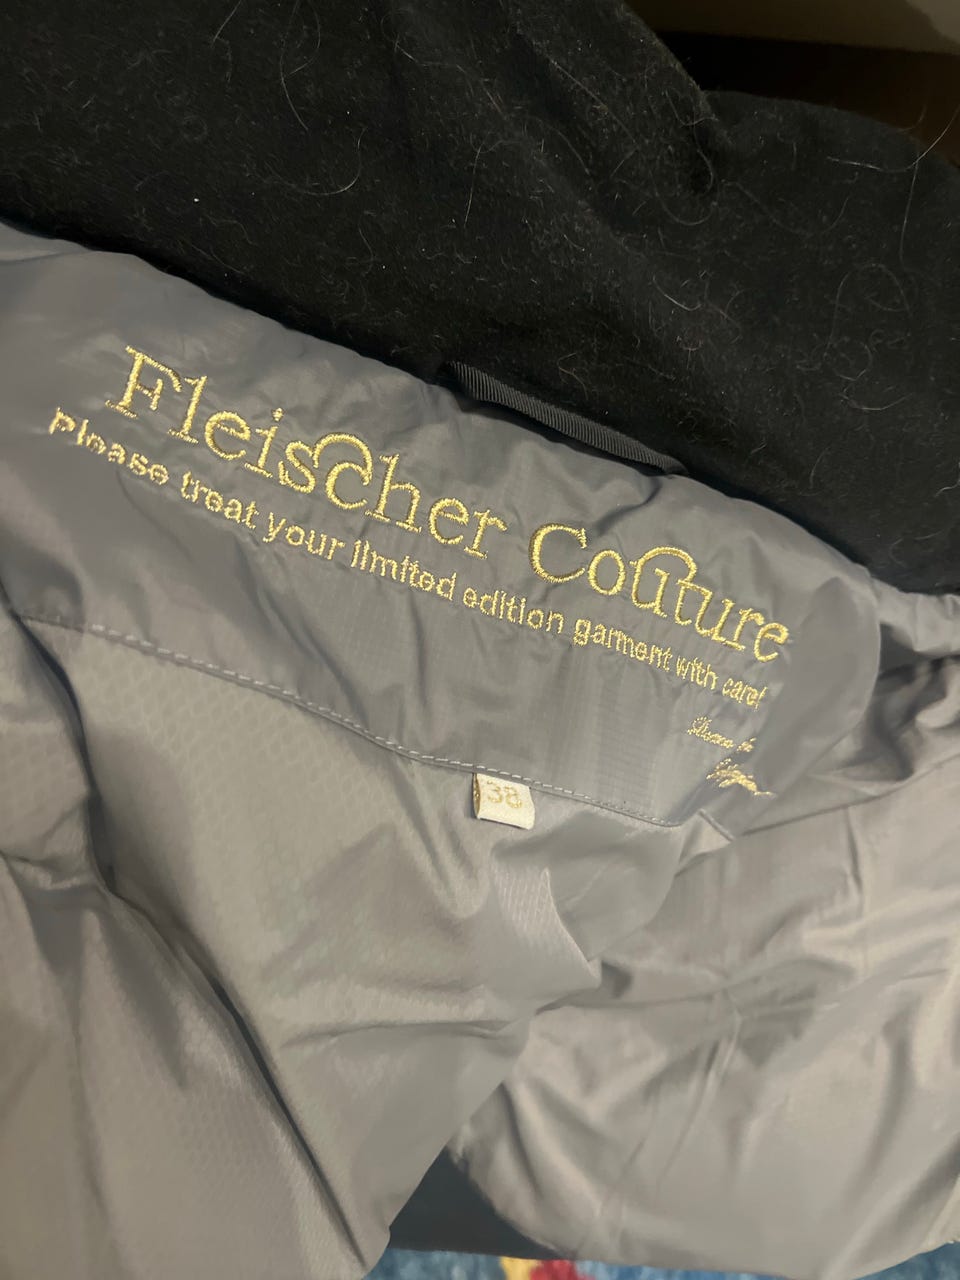 Fleischer Couture
Please treat your limited edition garment with care!
38